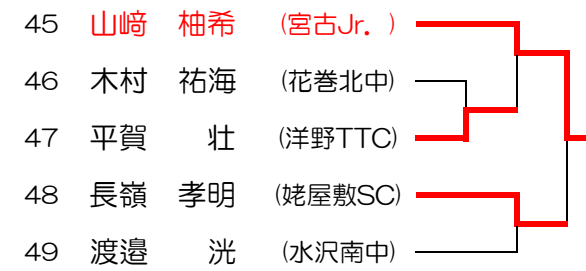 45 山﨑 柚希 (宮古Jr.)
46 木村 祐海 (花巻北中)
47 平賀 壮 (洋野TTC)
48 長嶺 孝明 (姥屋敷SC)
49 渡邉 洸 (水沢南中)